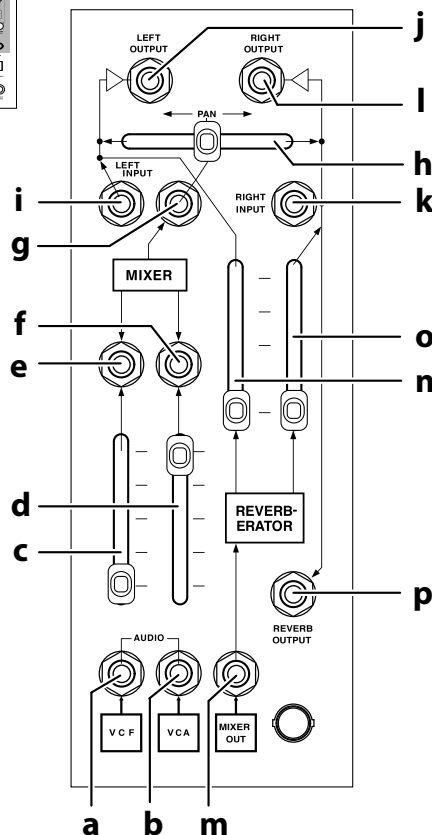 LEFT OUTPUT
RIGHT OUTPUT
j
l
PAN
h
LEFT INPUT
RIGHT INPUT
i
k
g
MIXER
f
e
o
n
d
c
REVERB-
ERATOR
p
REVERB
OUTPUT
AUDIO
VCF
VCA
MIXER
OUT
a
b
m